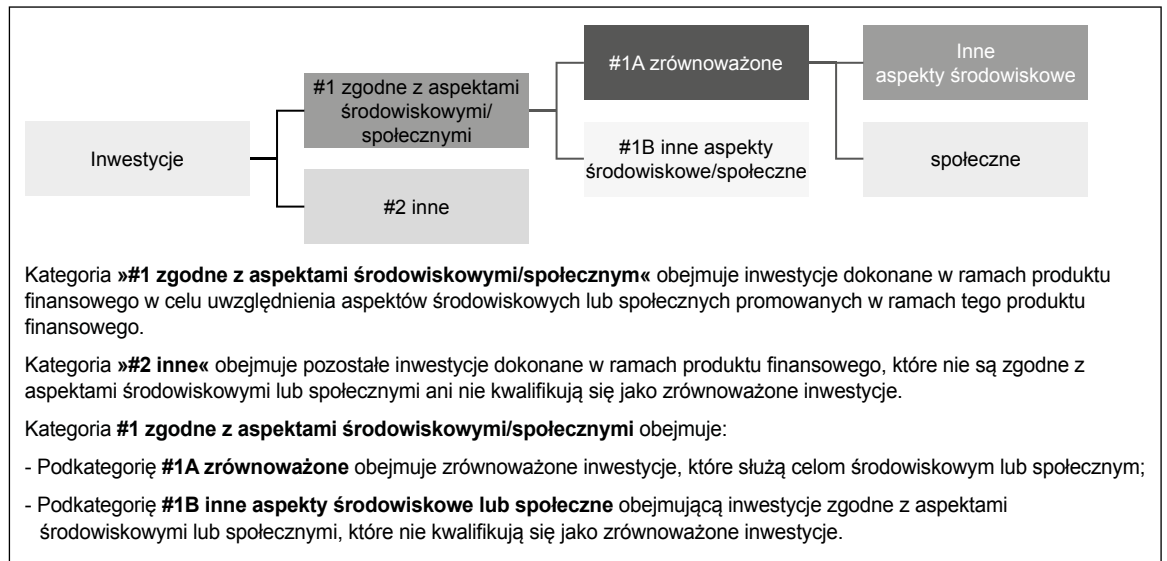 Inwestycje
#1 zgodne z aspektami
środowiskowymi/
społecznymi
#2 inne
#1A zrównoważone
#1B inne aspekty
środowiskowe/społeczne
Inne
aspekty środowiskowe
społeczne
Kategoria »#1 zgodne z aspektami środowiskowymi/społecznym« obejmuje inwestycje dokonane w ramach produktu
finansowego w celu uwzględnienia aspektów środowiskowych lub społecznych promowanych w ramach tego produktu
finansowego.
Kategoria »#2 inne« obejmuje pozostałe inwestycje dokonane w ramach produktu finansowego, które nie są zgodne z
aspektami środowiskowymi lub społecznymi ani nie kwalifikują się jako zrównoważone inwestycje.
Kategoria #1 zgodne z aspektami środowiskowymi/społecznymi obejmuje:
- Podkategorię #1A zrównoważone obejmuje zrównoważone inwestycje, które służą celom środowiskowym lub społecznym;
- Podkategorię #1B inne aspekty środowiskowe lub społeczne obejmującą inwestycje zgodne z aspektami
środowiskowymi lub społecznymi, które nie kwalifikują się jako zrównoważone inwestycje.